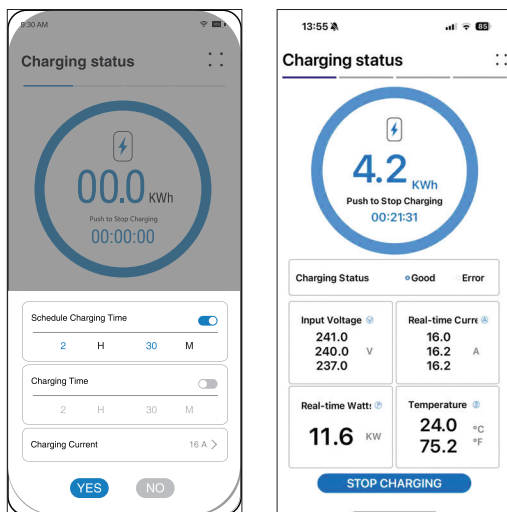 5:30 AM
Charging status
00.0 KWh
Push to Stop Charging
00:00:00
Schedule Charging Time
2 H 30 M
Charging Time
2 H 30 M
Charging Current 16 A >
YES NO
13:55 85
Charging status
4.2 KWh
Push to Stop Charging
00:21:31
Charging Status Good Error
Input Voltage
241.0
240.0 V
237.0
Real-time Curre
16.0
16.2 A
16.2
Real-time Watts
11.6 KW
Temperature
24.0 °C
75.2 °F
STOP CHARGING